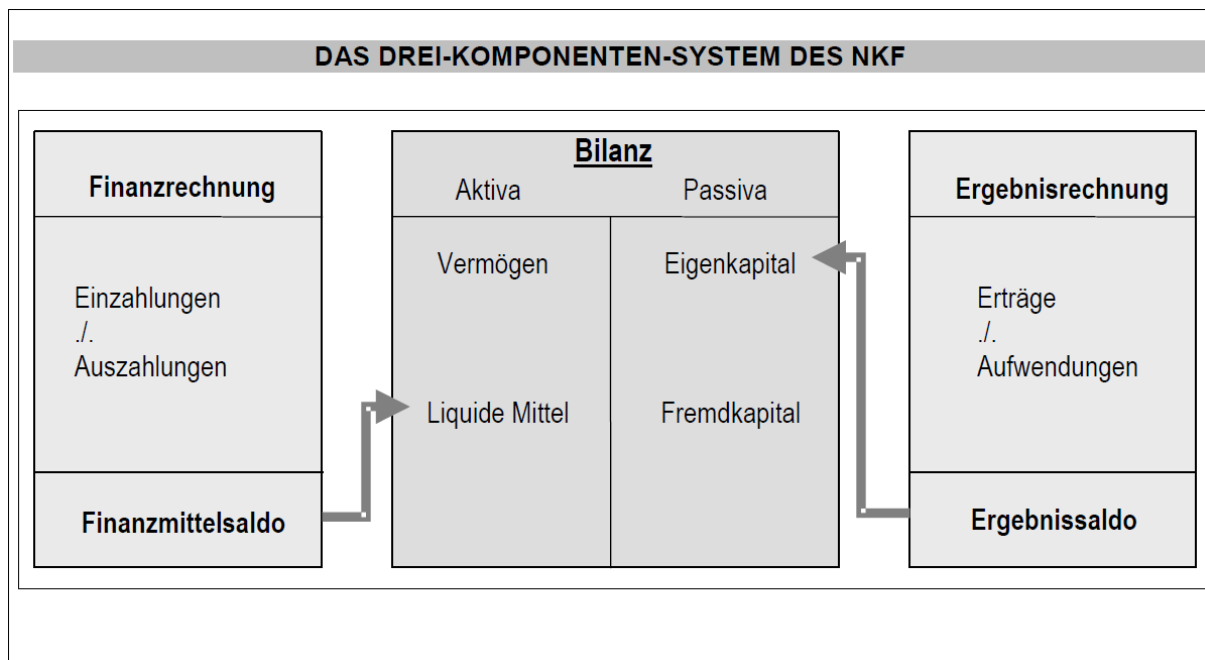 DAS DREI-KOMPONENTEN-SYSTEM DES NKF
Finanzrechnung
Einzahlungen
./.
Auszahlungen
Finanzmittelsaldo
Bilanz
Aktiva Passiva
Vermögen Eigenkapital
Liquide Mittel Fremdkapital
Ergebnisrechnung
Erträge
./.
Aufwendungen
Ergebnissaldo